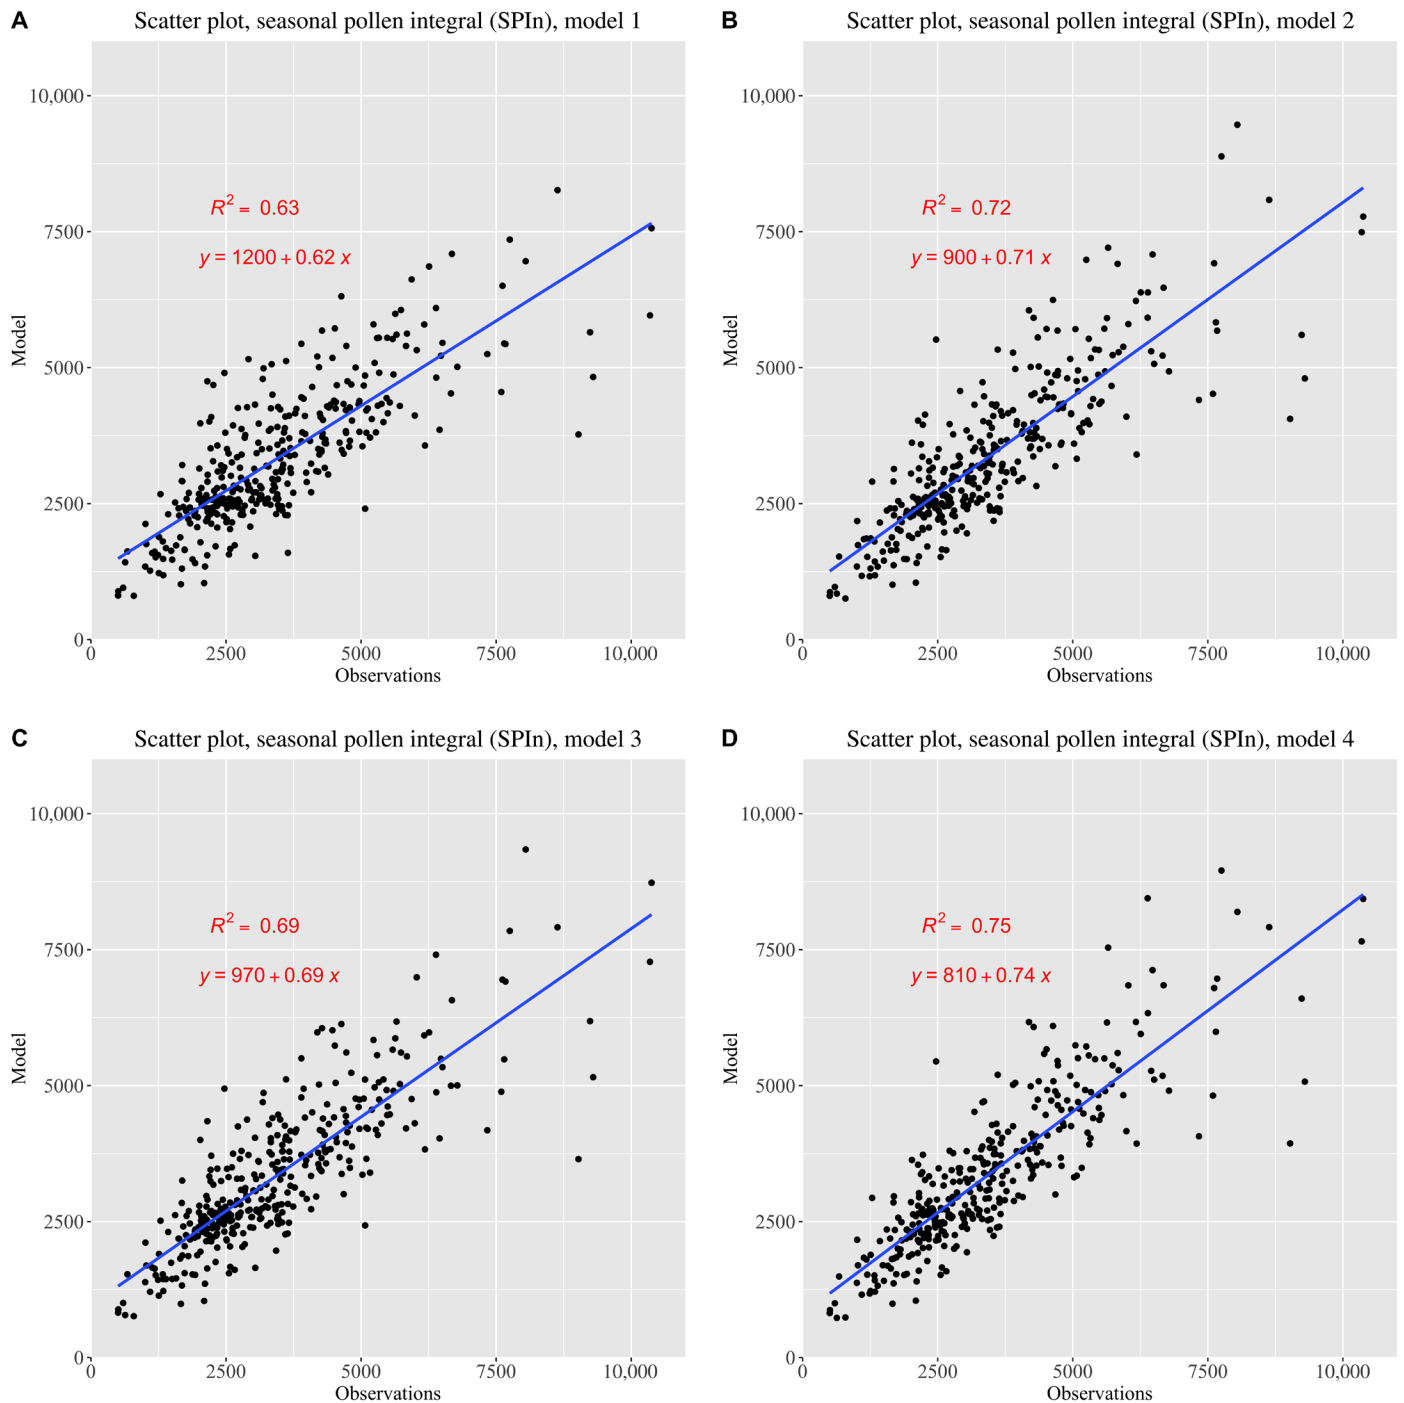 A
Scatter plot, seasonal pollen integral (SPIn), model 1
10,000
7500
5000
2500
0
Model
R² = 0.63
y = 1200 + 0.62 x
0 2500 5000 7500 10,000
Observations
B
Scatter plot, seasonal pollen integral (SPIn), model 2
10,000
7500
5000
2500
0
Model
R² = 0.72
y = 900 + 0.71 x
0 2500 5000 7500 10,000
Observations
C
Scatter plot, seasonal pollen integral (SPIn), model 3
10,000
7500
5000
2500
0
Model
R² = 0.69
y = 970 + 0.69 x
0 2500 5000 7500 10,000
Observations
D
Scatter plot, seasonal pollen integral (SPIn), model 4
10,000
7500
5000
2500
0
Model
R² = 0.75
y = 810 + 0.74 x
0 2500 5000 7500 10,000
Observations